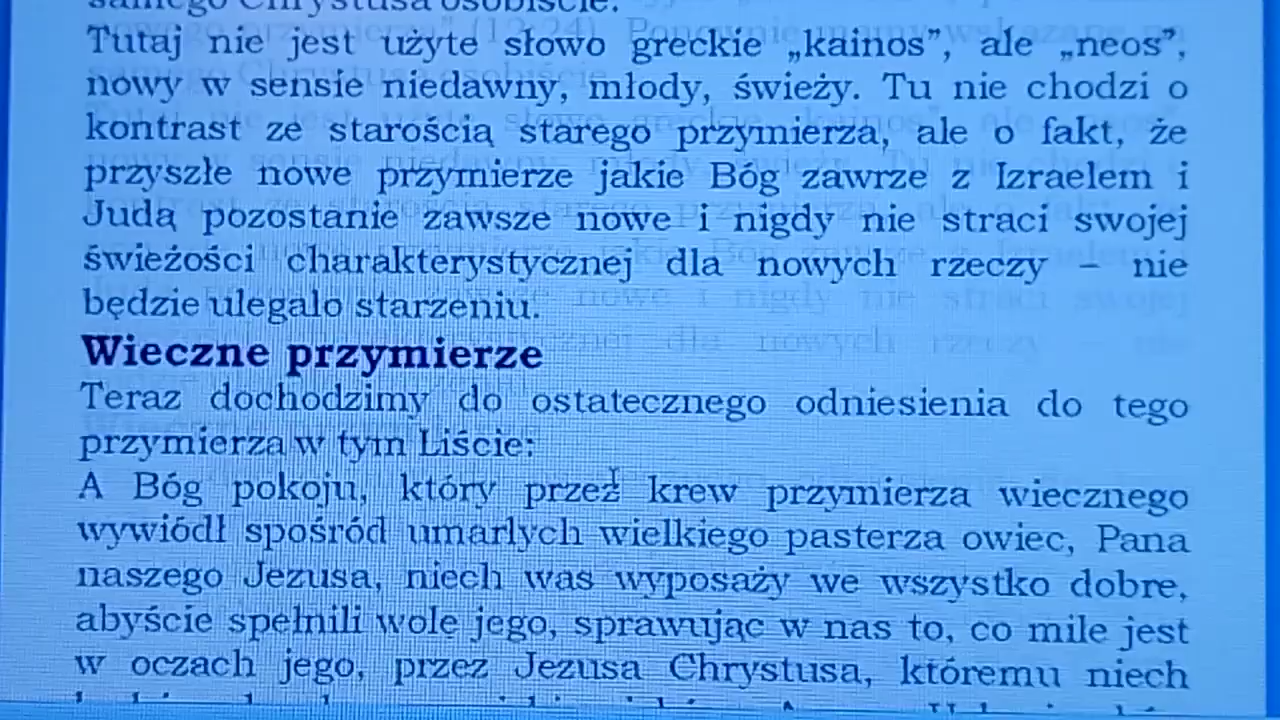 samego Chrystusa osobiście.
Tutaj nie jest użyte słowo greckie „kainos”, ale „neos”,
nowy w sensie niedawny, młody, świeży. Tu nie chodzi o
kontrast ze starością starego przymierza, ale o fakt, że
przyszłe nowe przymierze jakie Bóg zawrze z Izraelem i
Judą pozostanie zawsze nowe i nigdy nie straci swojej
świeżości charakterystycznej dla nowych rzeczy – nie
będzie ulegało starzeniu.
Wieczne przymierze
Teraz dochodzimy do ostatecznego odniesienia do tego
przymierza w tym Liście:
A Bóg pokoju, który przez krew przymierza wiecznego
wywiódł spośród umarłych wielkiego pasterza owiec, Pana
naszego Jezusa, niech was wyposaży we wszystko dobre,
abyście spełnili wolę jego, sprawując w nas to, co miłe jest
w oczach jego, przez Jezusa Chrystusa, któremu niech